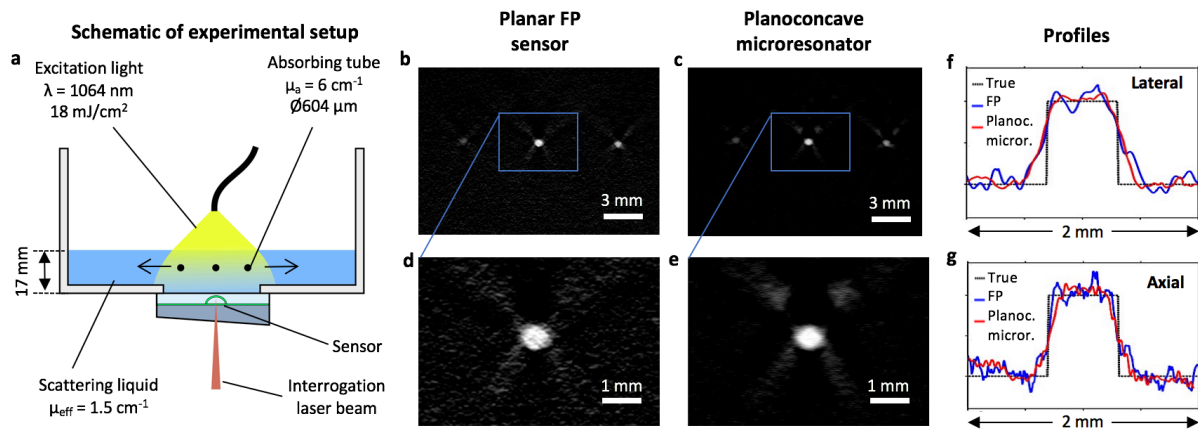 Schematic of experimental setup
a
Excitation light
λ = 1064 nm
18 mJ/cm²
Absorbing tube
μa = 6 cm⁻¹
Ø604 μm
17 mm
Scattering liquid
μeff = 1.5 cm⁻¹
Sensor
Interrogation
laser beam
Planar FP
sensor
b
3 mm
d
1 mm
Planoconcave
microresonator
c
3 mm
e
1 mm
Profiles
f
True
FP
Planoc.
micror.
Lateral
2 mm
g
True
FP
Planoc.
micror.
Axial
2 mm